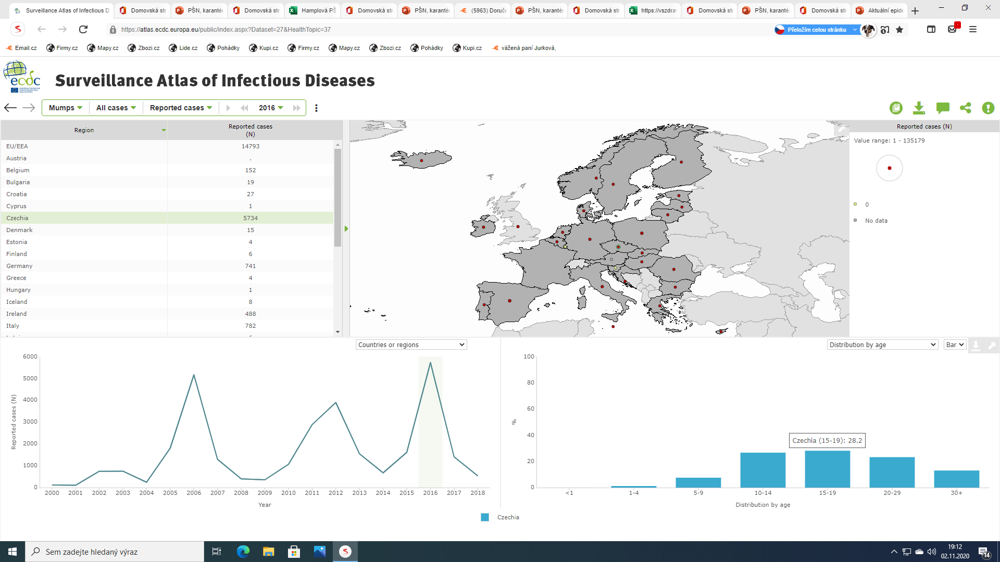 Surveillance Atlas of Infectious D
Domovská str
PŠN, karanté
Domovská str
Hamplová PŠ
Domovská str
PŠN, karanté
(5963) Doruče
PŠN, karanté
Domovská str
https://vszdra
Domovská str
PŠN, karanté
Domovská str
Aktuální epide
https://atlas.ecdc.europa.eu/public/index.aspx?Dataset=27&HealthTopic=37
Přeložím celou stránku
Email.cz
Firmy.cz
Mapy.cz
Zbozi.cz
Lide.cz
Pohádky
Kupi.cz
Firmy.cz
Mapy.cz
Zbozi.cz
Pohádky
Kupi.cz
vážená paní Jurková,
ecdc
Surveillance Atlas of Infectious Diseases
Mumps
All cases
Reported cases
2016
Region
Reported cases
(N)
EU/EEA 14793
Austria .
Belgium 152
Bulgaria 19
Croatia 27
Cyprus 1
Czechia 5734
Denmark 15
Estonia 4
Finland 6
Germany 741
Greece 4
Hungary 1
Iceland 8
Ireland 488
Italy 782
Reported cases (N)
Value range: 1 - 135179
0
No data
Countries or regions
6000
5000
4000
3000
2000
1000
0
Reported cases (N)
2000 2001 2002 2003 2004 2005 2006 2007 2008 2009 2010 2011 2012 2013 2014 2015 2016 2017 2018
Year
Distribution by age
Bar
100
80
60
40
20
0
%
Czechia (15-19): 28.2
<1 1-4 5-9 10-14 15-19 20-29 30+
Distribution by age
Czechia
Sem zadejte hledaný výraz
19:12
02.11.2020
14